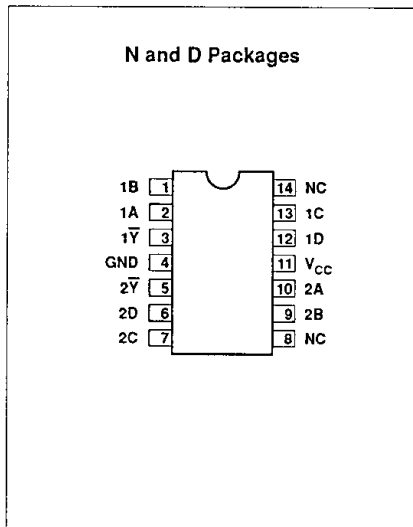 N and D Packages
1B 1 14 NC
1A 2 13 1C
1Y̅ 3 12 1D
GND 4 11 VCC
2Y̅ 5 10 2A
2D 6 9 2B
2C 7 8 NC